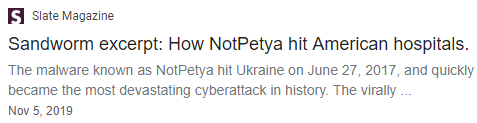 S Slate Magazine
Sandworm excerpt: How NotPetya hit American hospitals.
The malware known as NotPetya hit Ukraine on June 27, 2017, and quickly
became the most devastating cyberattack in history. The virally ...
Nov 5, 2019